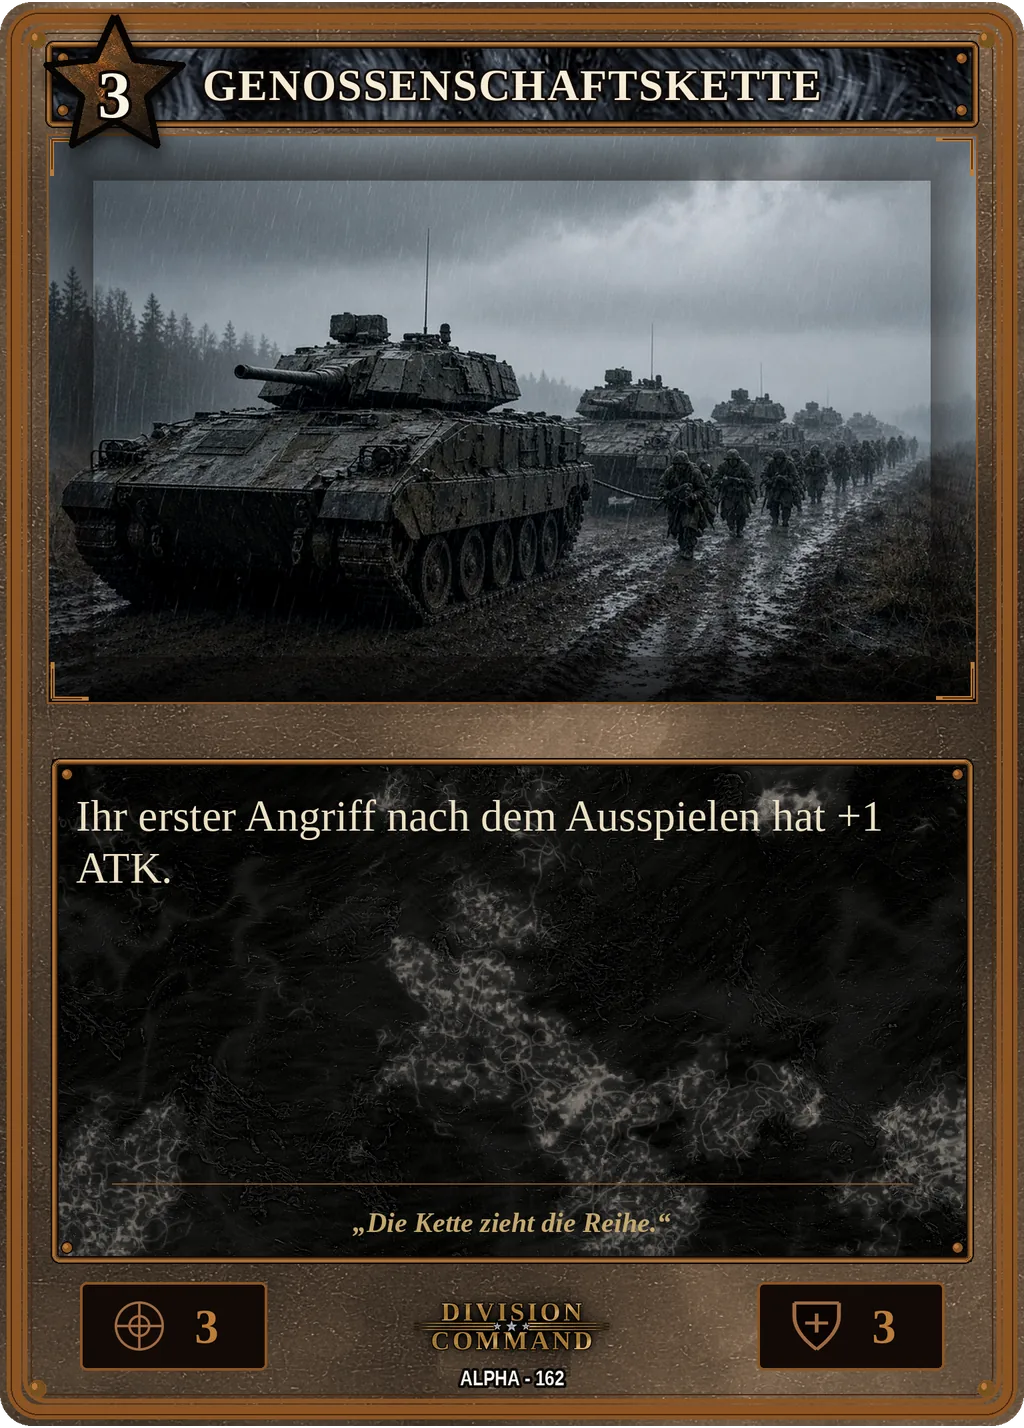 3
GENOSSENSCHAFTSKETTE
Ihr erster Angriff nach dem Ausspielen hat +1
ATK.
„Die Kette zieht die Reihe.“
3
DIVISION
COMMAND
3
ALPHA - 162